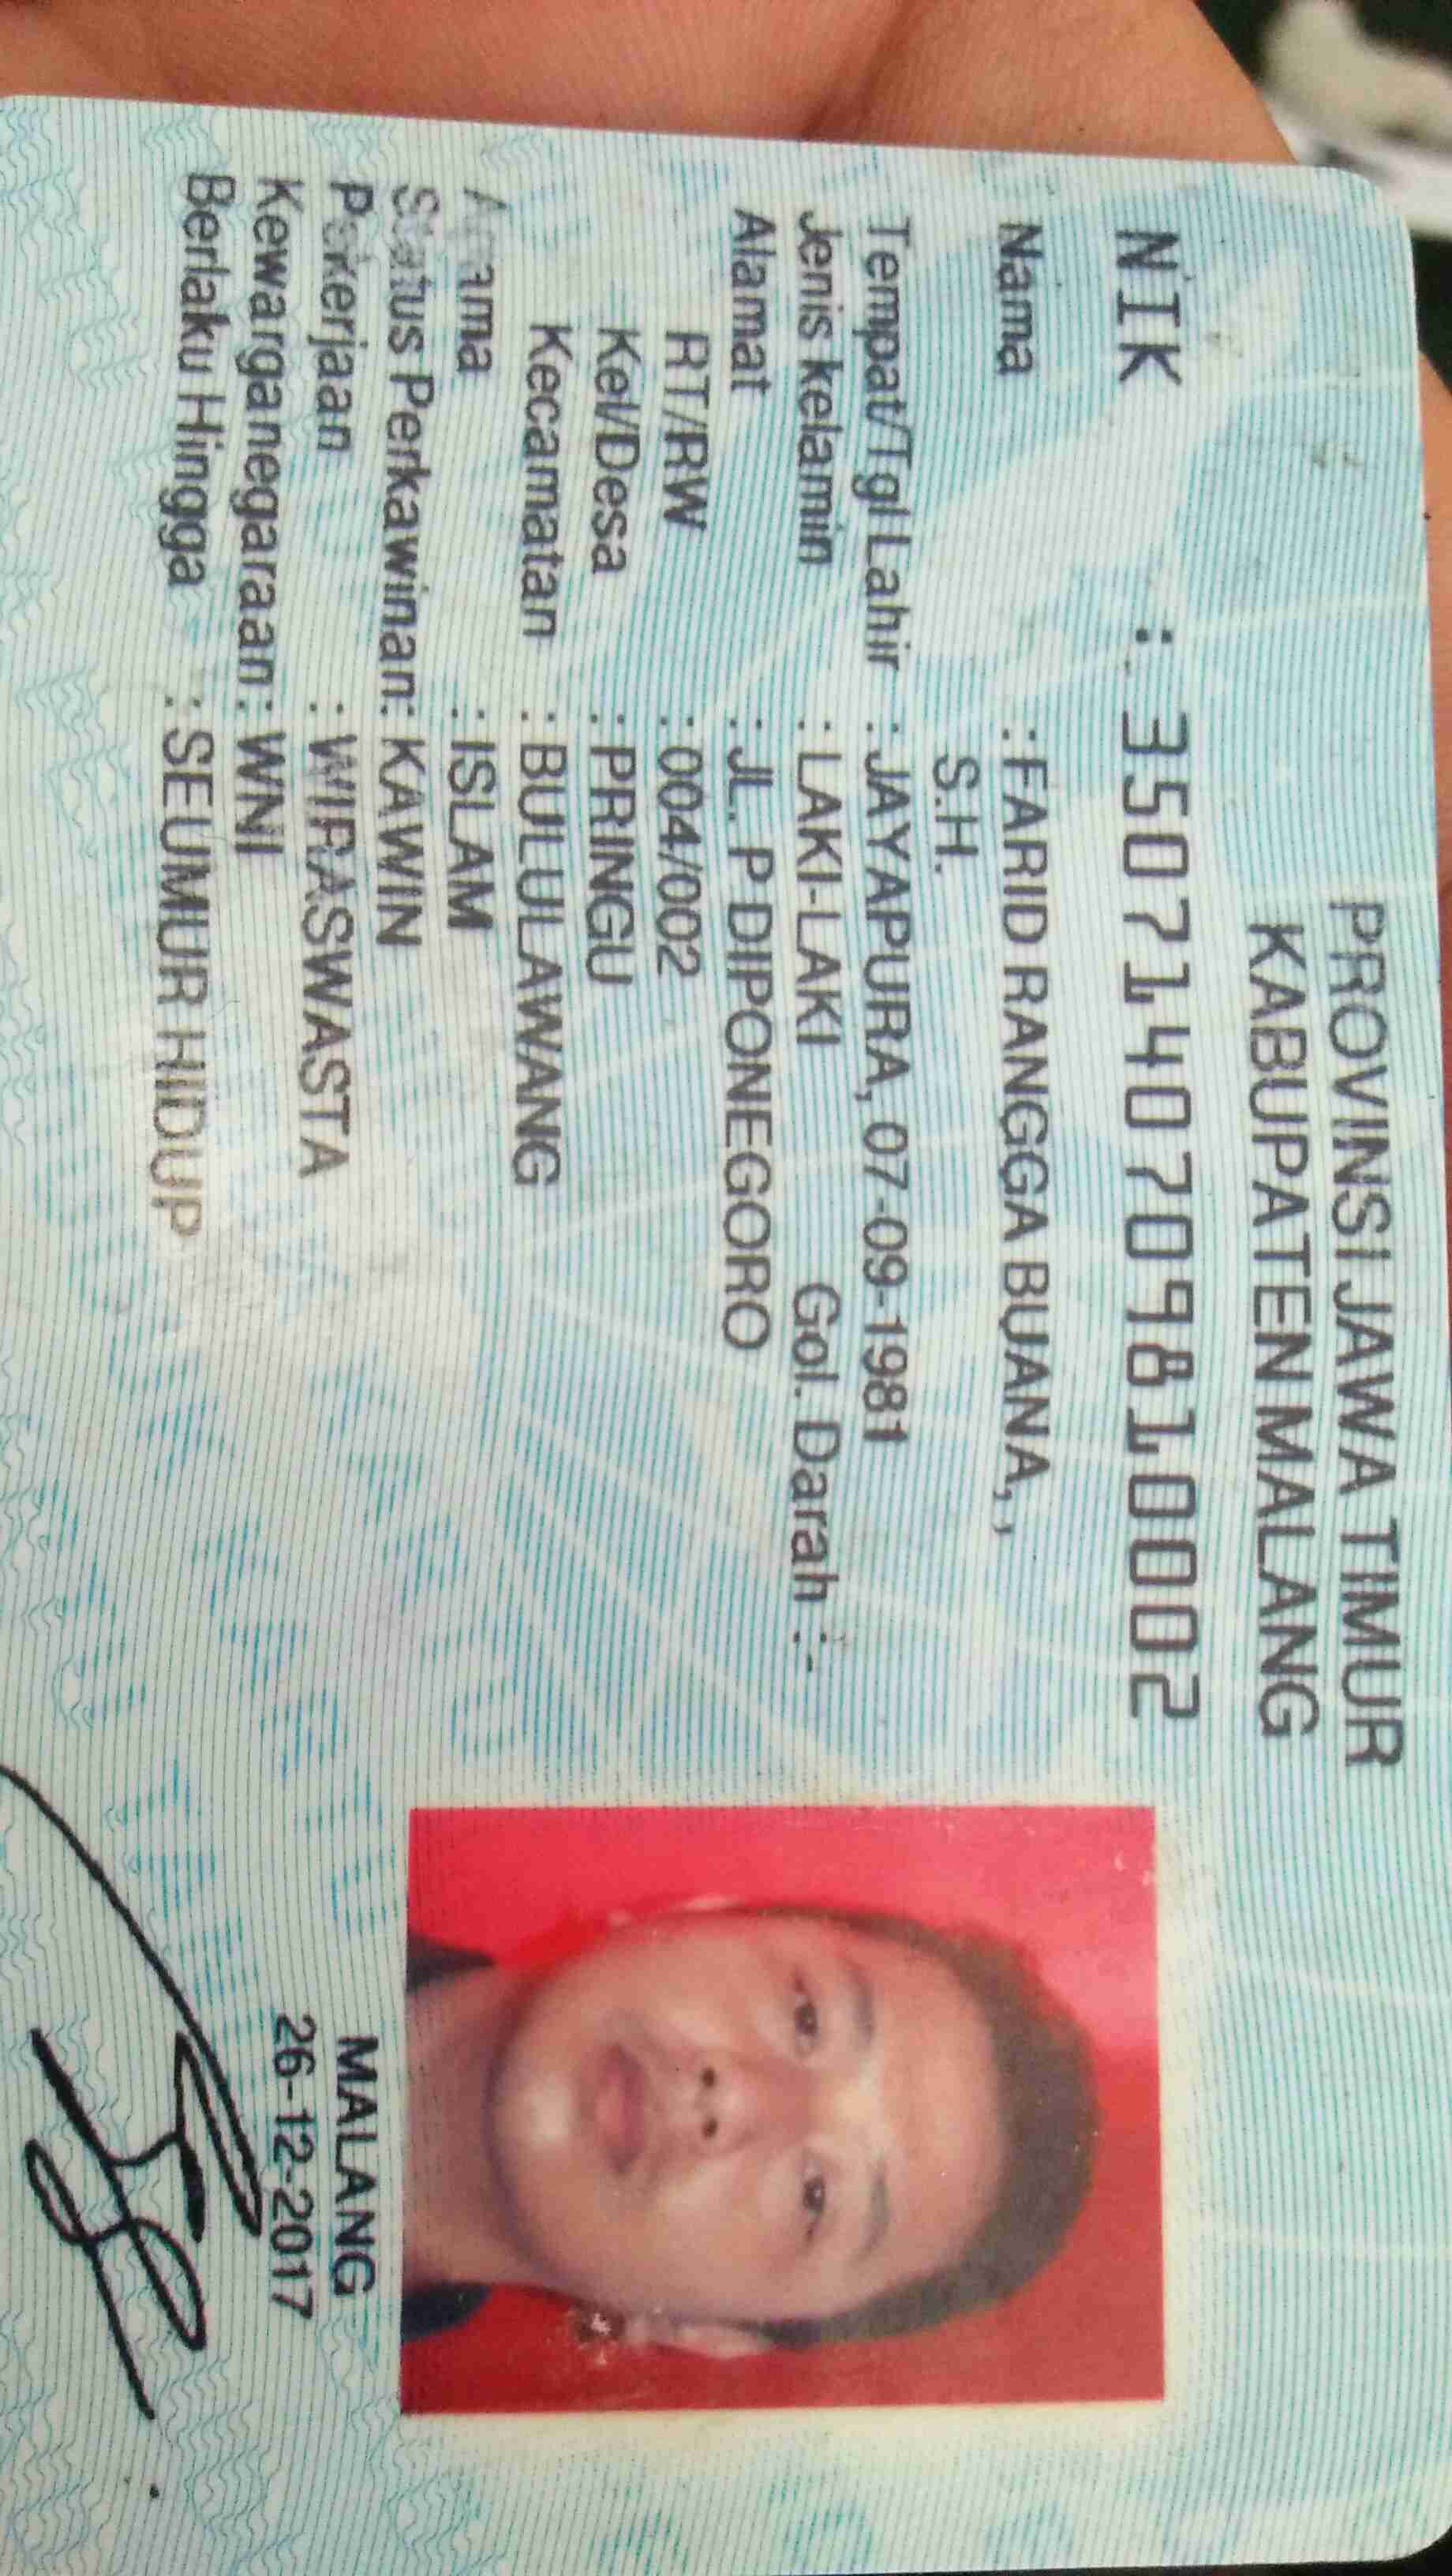 PROVINSI JAWA TIMUR
KABUPATEN MALANG
NIK : 3507140709810002
Nama : FARID RANGGA BUANA, ,
S.H.
Tempat/Tgl Lahir : JAYAPURA, 07-09-1981
Jenis kelamin : LAKI-LAKI Gol. Darah : -
Alamat : JL. P DIPONEGORO
RT/RW : 004/002
Kel/Desa : PRINGU
Kecamatan : BULULAWANG
Agama : ISLAM
Status Perkawinan: KAWIN
Pekerjaan : WIRASWASTA
Kewarganegaraan: WNI
Berlaku Hingga : SEUMUR HIDUP
MALANG
26-12-2017